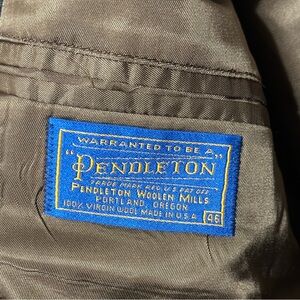 WARRANTED TO BE A
"PENDLETON"
TRADE MARK REG. U.S. PAT. OFF.
PENDLETON WOOLEN MILLS
PORTLAND, OREGON
100% VIRGIN WOOL MADE IN U.S.A.
46